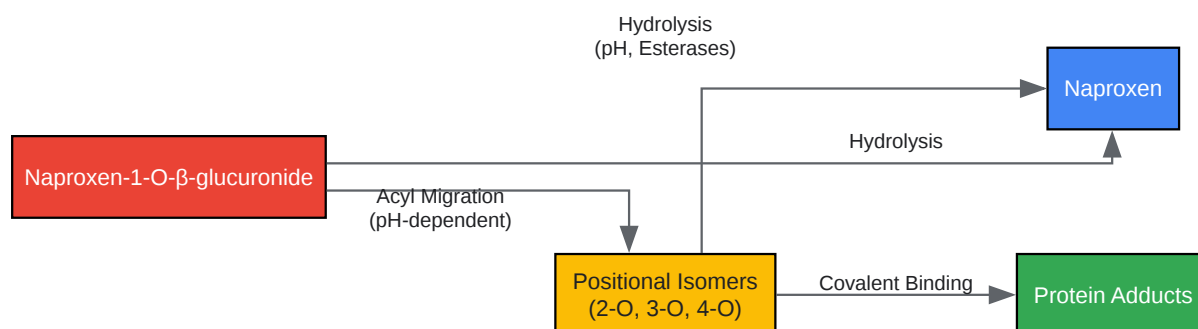 Hydrolysis
(pH, Esterases)
Naproxen
Hydrolysis
Naproxen-1-O-β-glucuronide
Acyl Migration
(pH-dependent)
Positional Isomers
(2-O, 3-O, 4-O)
Covalent Binding
Protein Adducts